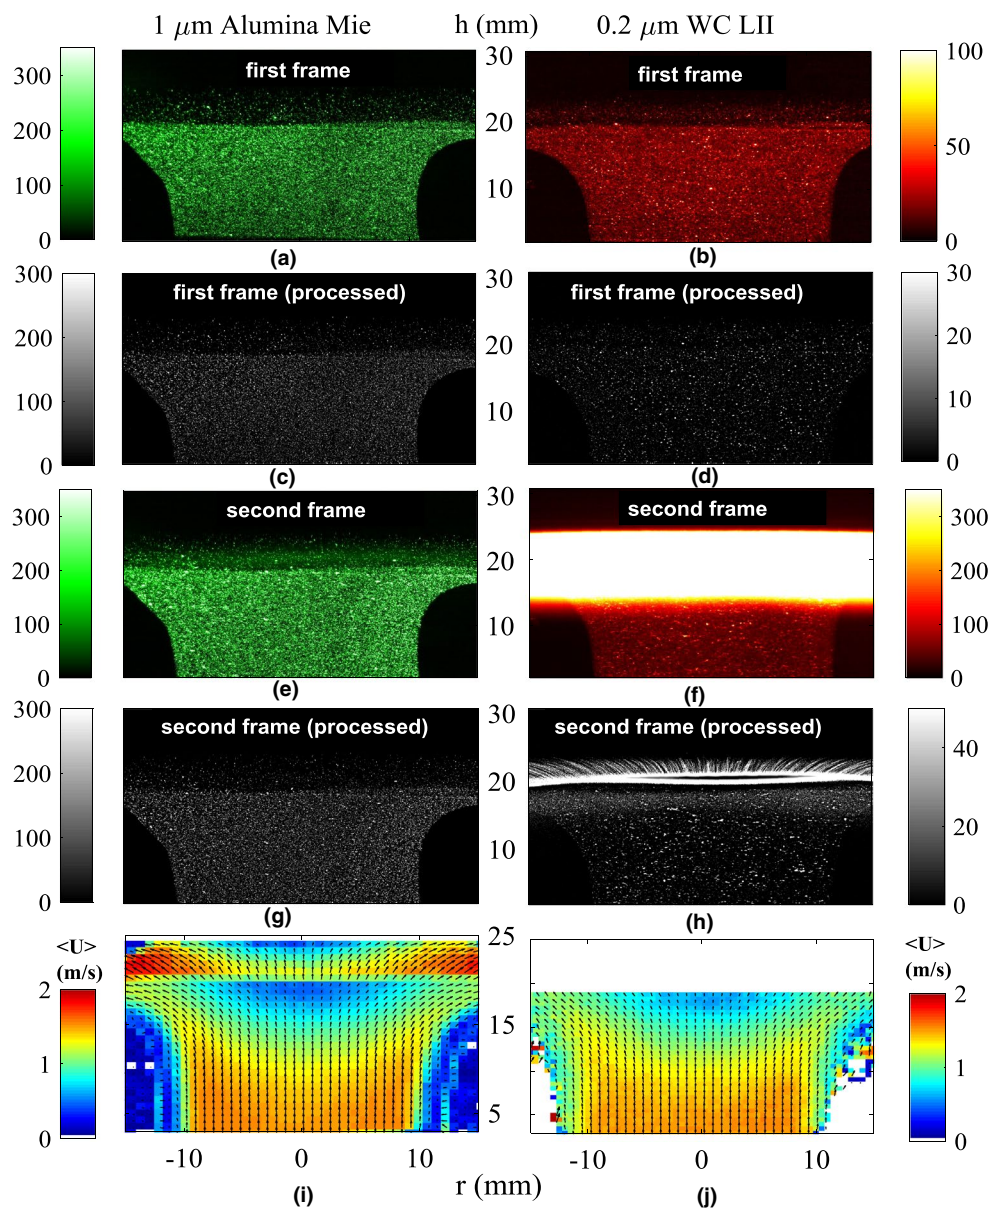 1 μm Alumina Mie h (mm) 0.2 μm WC LII
300
200
100
0
first frame
30
20
10
first frame
100
50
0
(a)
(b)
300
200
100
0
first frame (processed)
30
20
10
first frame (processed)
30
20
10
0
(c)
(d)
300
200
100
0
second frame
30
20
10
second frame
300
200
100
0
(e)
(f)
300
200
100
0
second frame (processed)
30
20
10
second frame (processed)
40
20
0
(g)
(h)
<U>
(m/s)
2
1
0
25
15
5
<U>
(m/s)
2
1
0
-10 0 10
-10 0 10
r (mm)
(i)
(j)